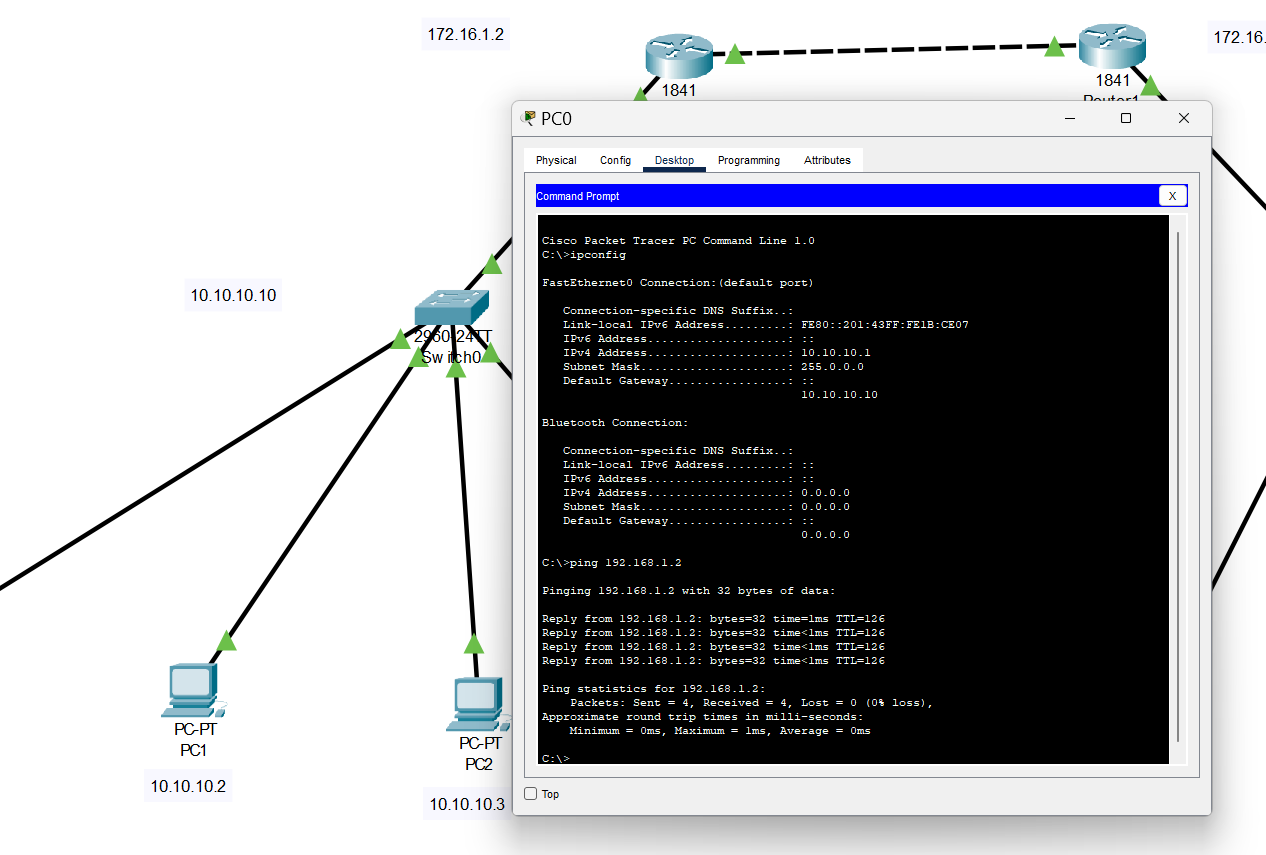 172.16.1.2
172.16.
1841
1841
Router1
PC0
Physical Config Desktop Programming Attributes
Command Prompt X
Cisco Packet Tracer PC Command Line 1.0
C:\>ipconfig
FastEthernet0 Connection:(default port)
Connection-specific DNS Suffix..:
Link-local IPv6 Address.........: FE80::201:43FF:FE1B:CE07
IPv6 Address....................: ::
IPv4 Address....................: 10.10.10.1
Subnet Mask.....................: 255.0.0.0
Default Gateway.................: ::
10.10.10.10
Bluetooth Connection:
Connection-specific DNS Suffix..:
Link-local IPv6 Address.........: ::
IPv6 Address....................: ::
IPv4 Address....................: 0.0.0.0
Subnet Mask.....................: 0.0.0.0
Default Gateway.................: ::
0.0.0.0
C:\>ping 192.168.1.2
Pinging 192.168.1.2 with 32 bytes of data:
Reply from 192.168.1.2: bytes=32 time=1ms TTL=126
Reply from 192.168.1.2: bytes=32 time<1ms TTL=126
Reply from 192.168.1.2: bytes=32 time<1ms TTL=126
Reply from 192.168.1.2: bytes=32 time<1ms TTL=126
Ping statistics for 192.168.1.2:
Packets: Sent = 4, Received = 4, Lost = 0 (0% loss),
Approximate round trip times in milli-seconds:
Minimum = 0ms, Maximum = 1ms, Average = 0ms
C:\>
Top
10.10.10.10
2960-24TT
Switch0
PC-PT
PC1
10.10.10.2
PC-PT
PC2
10.10.10.3